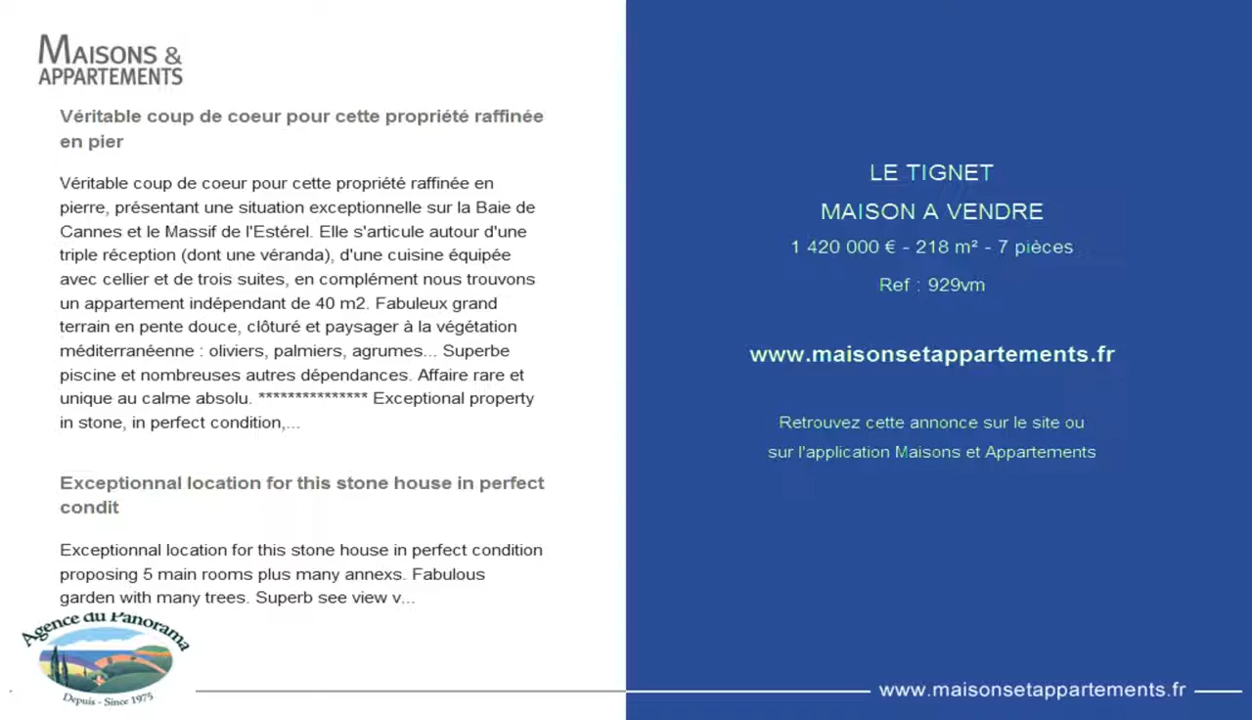 MAISONS &
APPARTEMENTS
Véritable coup de coeur pour cette propriété raffinée
en pier
Véritable coup de coeur pour cette propriété raffinée en
pierre, présentant une situation exceptionnelle sur la Baie de
Cannes et le Massif de l'Estérel. Elle s'articule autour d'une
triple réception (dont une véranda), d'une cuisine équipée
avec cellier et de trois suites, en complément nous trouvons
un appartement indépendant de 40 m2. Fabuleux grand
terrain en pente douce, clôturé et paysager à la végétation
méditerranéenne : oliviers, palmiers, agrumes... Superbe
piscine et nombreuses autres dépendances. Affaire rare et
unique au calme absolu. *************** Exceptional property
in stone, in perfect condition,...
Exceptionnal location for this stone house in perfect
condit
Exceptionnal location for this stone house in perfect condition
proposing 5 main rooms plus many annexs. Fabulous
garden with many trees. Superb see view v...
Agence du Panorama
Depuis - Since 1975
LE TIGNET
MAISON A VENDRE
1 420 000 € - 218 m² - 7 pièces
Ref : 929vm
www.maisonsetappartements.fr
Retrouvez cette annonce sur le site ou
sur l'application Maisons et Appartements
www.maisonsetappartements.fr